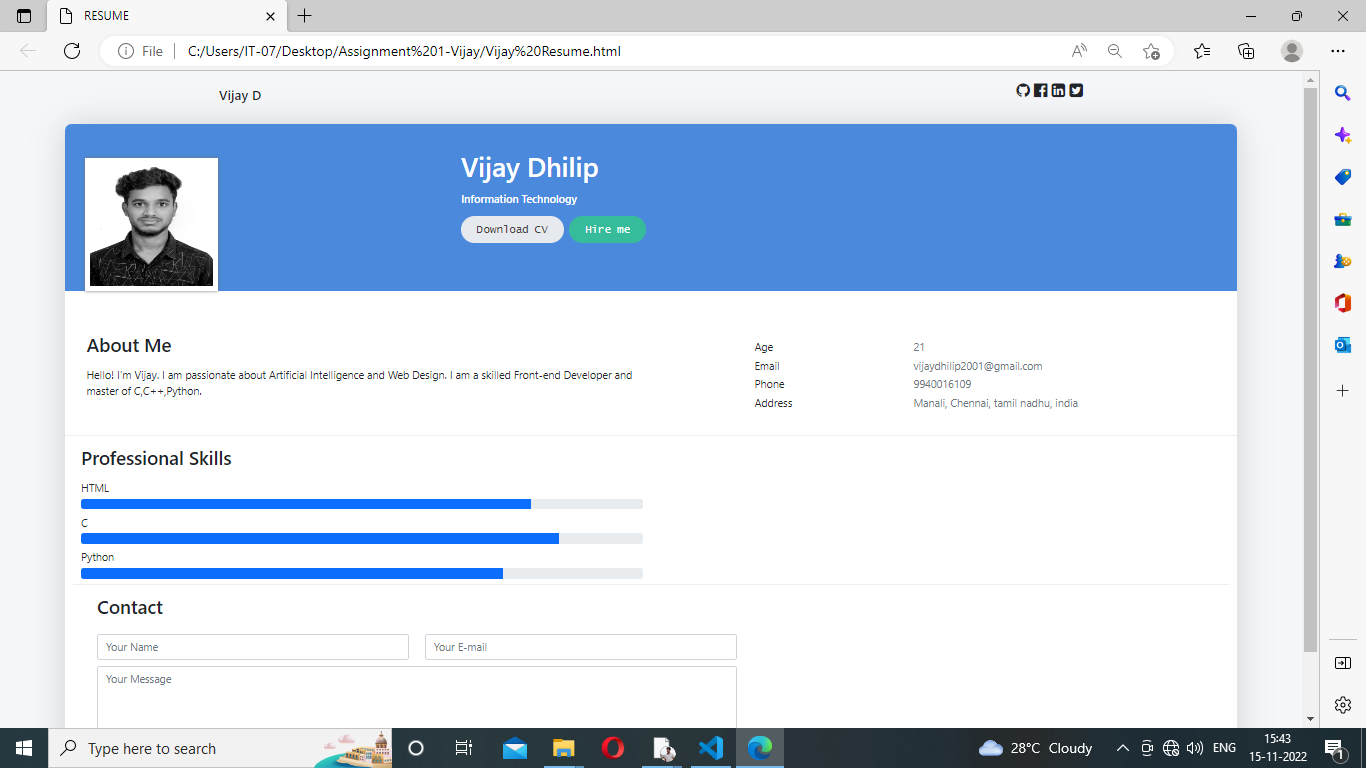 RESUME
File
C:/Users/IT-07/Desktop/Assignment%201-Vijay/Vijay%20Resume.html
Vijay D
Vijay Dhilip
Information Technology
Download CV Hire me
About Me
Hello! I’m Vijay. I am passionate about Artificial Intelligence and Web Design. I am a skilled Front-end Developer and
master of C,C++,Python.
Age 21
Email vijaydhilip2001@gmail.com
Phone 9940016109
Address Manali, Chennai, tamil nadhu, india
Professional Skills
HTML
C
Python
Contact
Your Name Your E-mail
Your Message
Type here to search
28°C Cloudy
ENG
15:43
15-11-2022
1